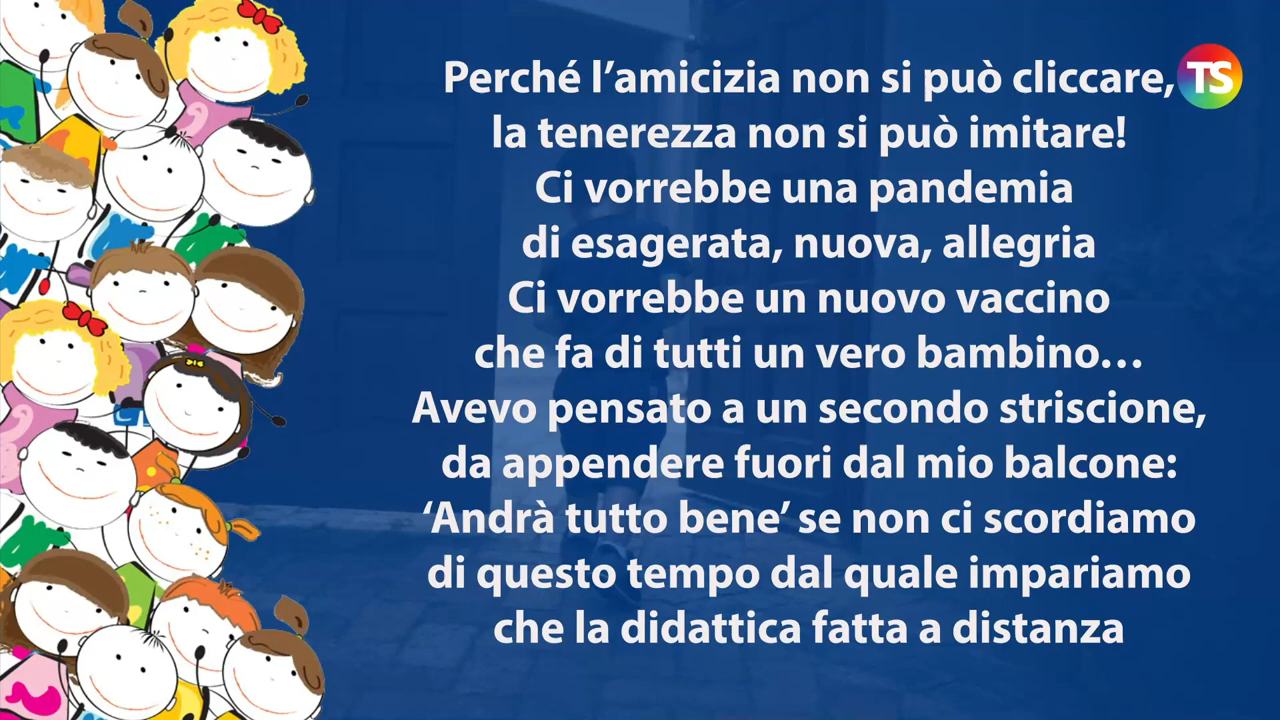 Perché l’amicizia non si può cliccare,
TS
la tenerezza non si può imitare!
Ci vorrebbe una pandemia
di esagerata, nuova, allegria
Ci vorrebbe un nuovo vaccino
che fa di tutti un vero bambino…
Avevo pensato a un secondo striscione,
da appendere fuori dal mio balcone:
‘Andrà tutto bene’ se non ci scordiamo
di questo tempo dal quale impariamo
che la didattica fatta a distanza